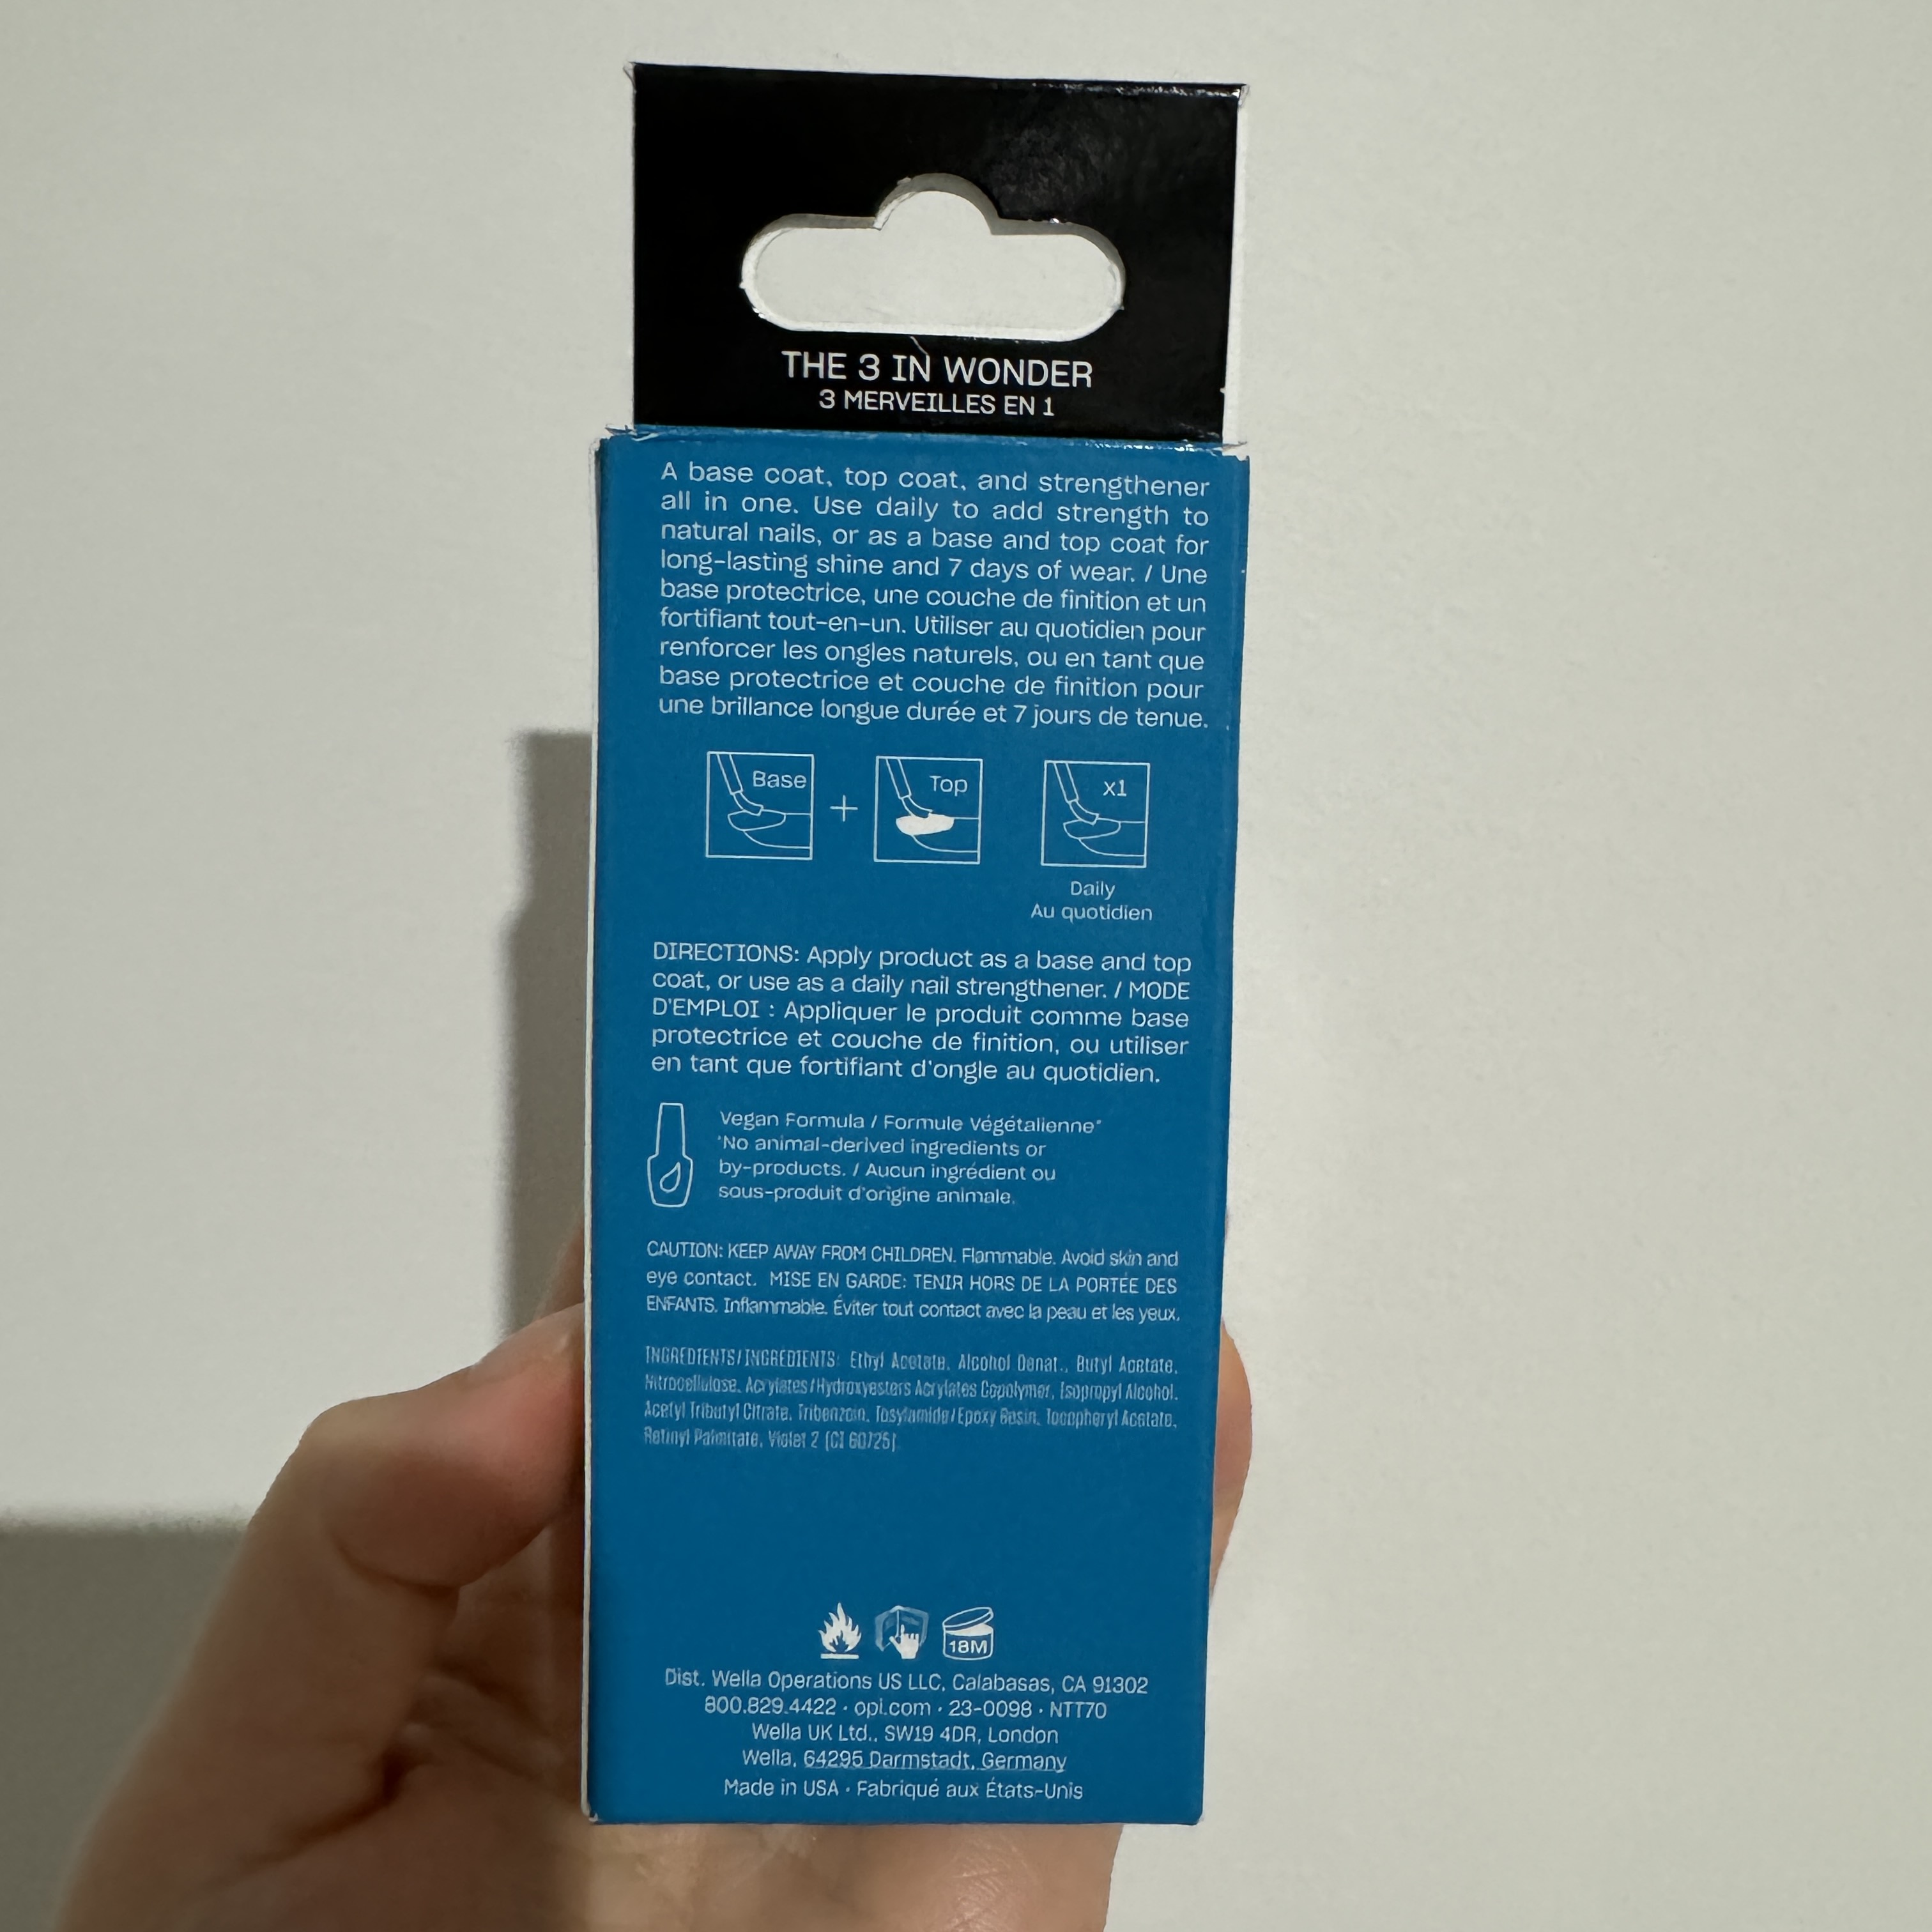 THE 3 IN WONDER
3 MERVEILLES EN 1
A base coat, top coat, and strengthener
all in one. Use daily to add strength to
natural nails, or as a base and top coat for
long-lasting shine and 7 days of wear. / Une
base protectrice, une couche de finition et un
fortifiant tout-en-un. Utiliser au quotidien pour
renforcer les ongles naturels, ou en tant que
base protectrice et couche de finition pour
une brillance longue durée et 7 jours de tenue.
Base + Top x1
Daily
Au quotidien
DIRECTIONS: Apply product as a base and top
coat, or use as a daily nail strengthener. / MODE
D'EMPLOI : Appliquer le produit comme base
protectrice et couche de finition, ou utiliser
en tant que fortifiant d'ongle au quotidien.
Vegan Formula / Formule Végétalienne*
*No animal-derived ingredients or
by-products. / Aucun ingrédient ou
sous-produit d'origine animale.
CAUTION: KEEP AWAY FROM CHILDREN. Flammable. Avoid skin and
eye contact. MISE EN GARDE: TENIR HORS DE LA PORTÉE DES
ENFANTS. Inflammable. Éviter tout contact avec la peau et les yeux.
INGREDIENTS/INGRÉDIENTS: Ethyl Acetate, Alcohol Denat., Butyl Acetate,
Nitrocellulose, Acrylates/Hydroxyesters Acrylates Copolymer, Isopropyl Alcohol,
Acetyl Tributyl Citrate, Tribenzoin, Tosylamide/Epoxy Resin, Tocopheryl Acetate,
Retinyl Palmitate, Violet 2 (CI 60725)
18M
Dist. Wella Operations US LLC, Calabasas, CA 91302
800.829.4422 · opi.com · 23-0098 · NTT70
Wella UK Ltd., SW19 4DR, London
Wella, 64295 Darmstadt, Germany
Made in USA · Fabriqué aux États-Unis